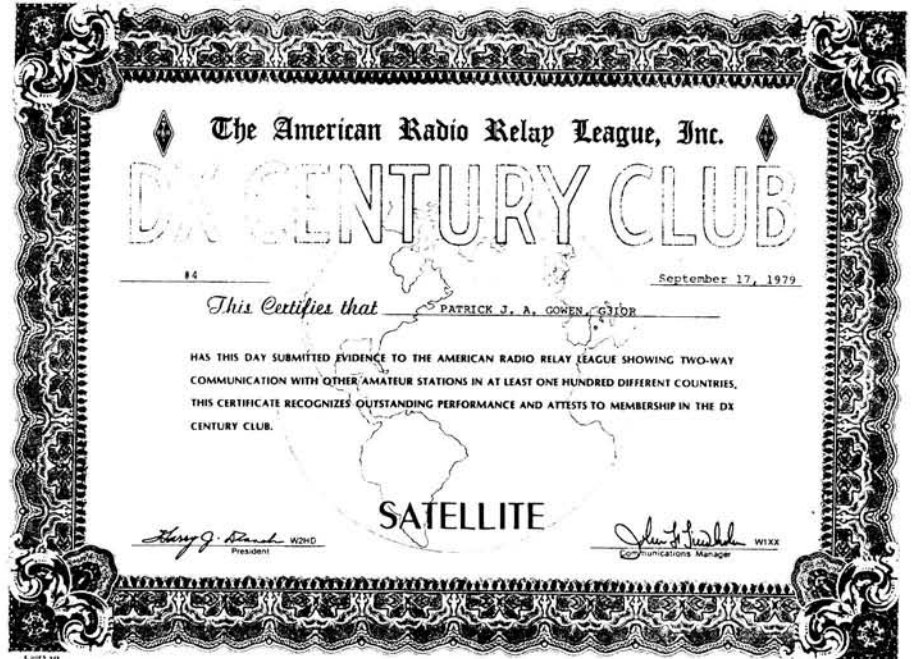 The American Radio Relay League, Inc.
DX CENTURY CLUB
#4 September 17, 1979
This Certifies that PATRICK J. A. GOWEN, G3IOR
HAS THIS DAY SUBMITTED EVIDENCE TO THE AMERICAN RADIO RELAY LEAGUE SHOWING TWO-WAY
COMMUNICATION WITH OTHER AMATEUR STATIONS IN AT LEAST ONE HUNDRED DIFFERENT COUNTRIES,
THIS CERTIFICATE RECOGNIZES OUTSTANDING PERFORMANCE AND ATTESTS TO MEMBERSHIP IN THE DX
CENTURY CLUB.
SATELLITE
Harry J. W2HD
President
John F. W1XX
Communications Manager